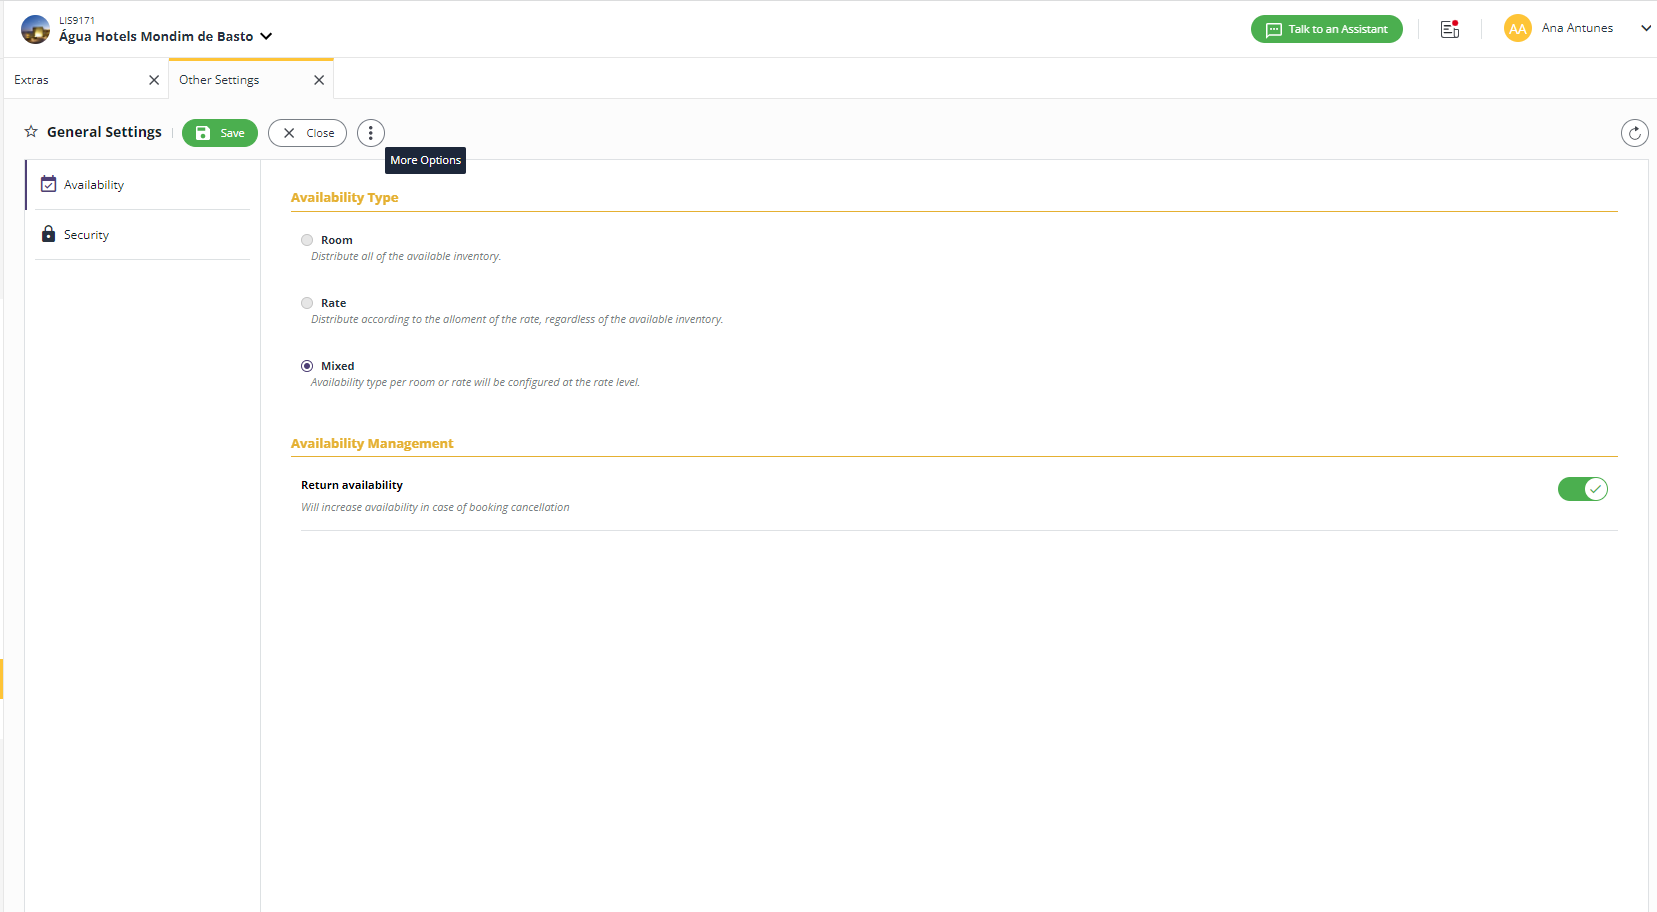 LIS9171
Água Hotels Mondim de Basto
Talk to an Assistant
AA
Ana Antunes
Extras
Other Settings
General Settings
Save
Close
More Options
Availability
Security
Availability Type
Room
Distribute all of the available inventory.
Rate
Distribute according to the alloment of the rate, regardless of the available inventory.
Mixed
Availability type per room or rate will be configured at the rate level.
Availability Management
Return availability
Will increase availability in case of booking cancellation